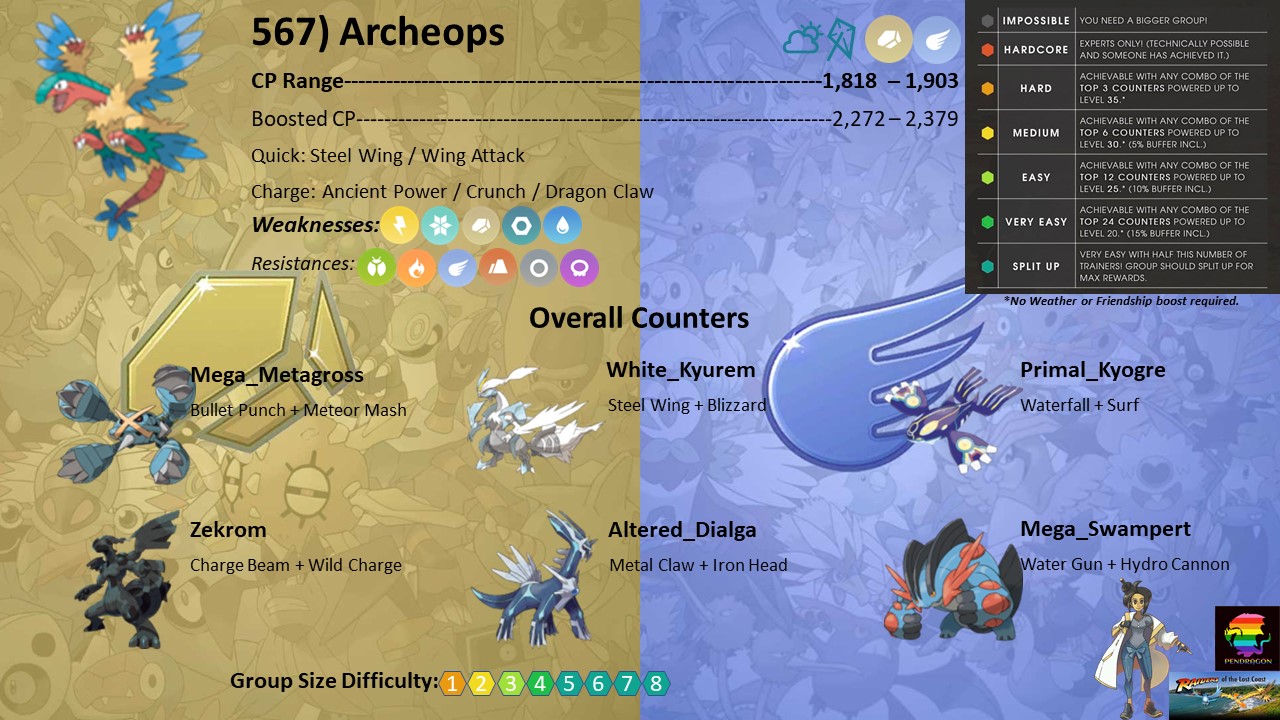 567) Archeops
CP Range--------------------------------------------------------------------1,818 – 1,903
Boosted CP--------------------------------------------------------------------2,272 – 2,379
Quick: Steel Wing / Wing Attack
Charge: Ancient Power / Crunch / Dragon Claw
Weaknesses:
Resistances:
IMPOSSIBLE YOU NEED A BIGGER GROUP!
HARDCORE EXPERTS ONLY! (TECHNICALLY POSSIBLE
AND SOMEONE HAS ACHIEVED IT.)
HARD ACHIEVABLE WITH ANY COMBO OF THE
TOP 3 COUNTERS POWERED UP TO
LEVEL 35.*
MEDIUM ACHIEVABLE WITH ANY COMBO OF THE
TOP 6 COUNTERS POWERED UP TO
LEVEL 30.* (5% BUFFER INCL.)
EASY ACHIEVABLE WITH ANY COMBO OF THE
TOP 12 COUNTERS POWERED UP TO
LEVEL 25.* (10% BUFFER INCL.)
VERY EASY ACHIEVABLE WITH ANY COMBO OF THE
TOP 24 COUNTERS POWERED UP TO
LEVEL 20.* (15% BUFFER INCL.)
SPLIT UP VERY EASY WITH HALF THIS NUMBER OF
TRAINERS! GROUP SHOULD SPLIT UP FOR
MAX REWARDS.
*No Weather or Friendship boost required.
Overall Counters
Mega_Metagross
Bullet Punch + Meteor Mash
White_Kyurem
Steel Wing + Blizzard
Primal_Kyogre
Waterfall + Surf
Zekrom
Charge Beam + Wild Charge
Altered_Dialga
Metal Claw + Iron Head
Mega_Swampert
Water Gun + Hydro Cannon
Group Size Difficulty: 1 2 3 4 5 6 7 8
PENDRAGON
RAIDERS of the Lost Coast